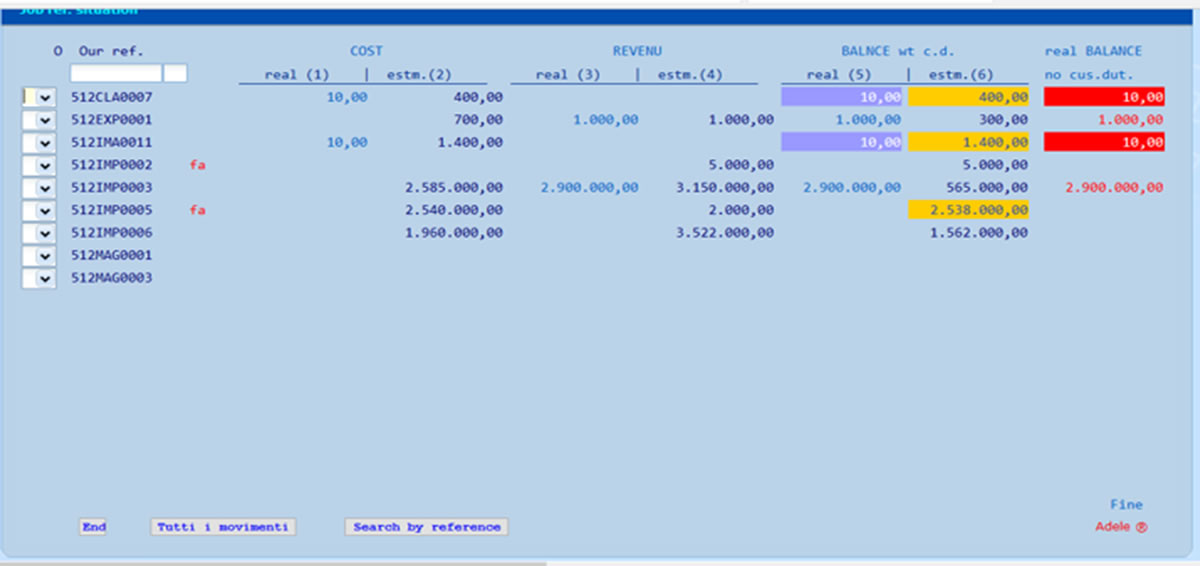 Job ref. situation
O Our ref. COST REVENU BALNCE wt c.d. real BALANCE
real (1) | estm.(2) real (3) | estm.(4) real (5) | estm.(6) no cus.dut.
512CLA0007 10,00 400,00 10,00 400,00 10,00
512EXP0001 700,00 1.000,00 1.000,00 1.000,00 300,00 1.000,00
512IMA0011 10,00 1.400,00 10,00 1.400,00 10,00
512IMP0002 fa 5.000,00 5.000,00
512IMP0003 2.585.000,00 2.900.000,00 3.150.000,00 2.900.000,00 565.000,00 2.900.000,00
512IMP0005 fa 2.540.000,00 2.000,00 2.538.000,00
512IMP0006 1.960.000,00 3.522.000,00 1.562.000,00
512MAG0001
512MAG0003
Fine
End Tutti i movimenti Search by reference Adele ®